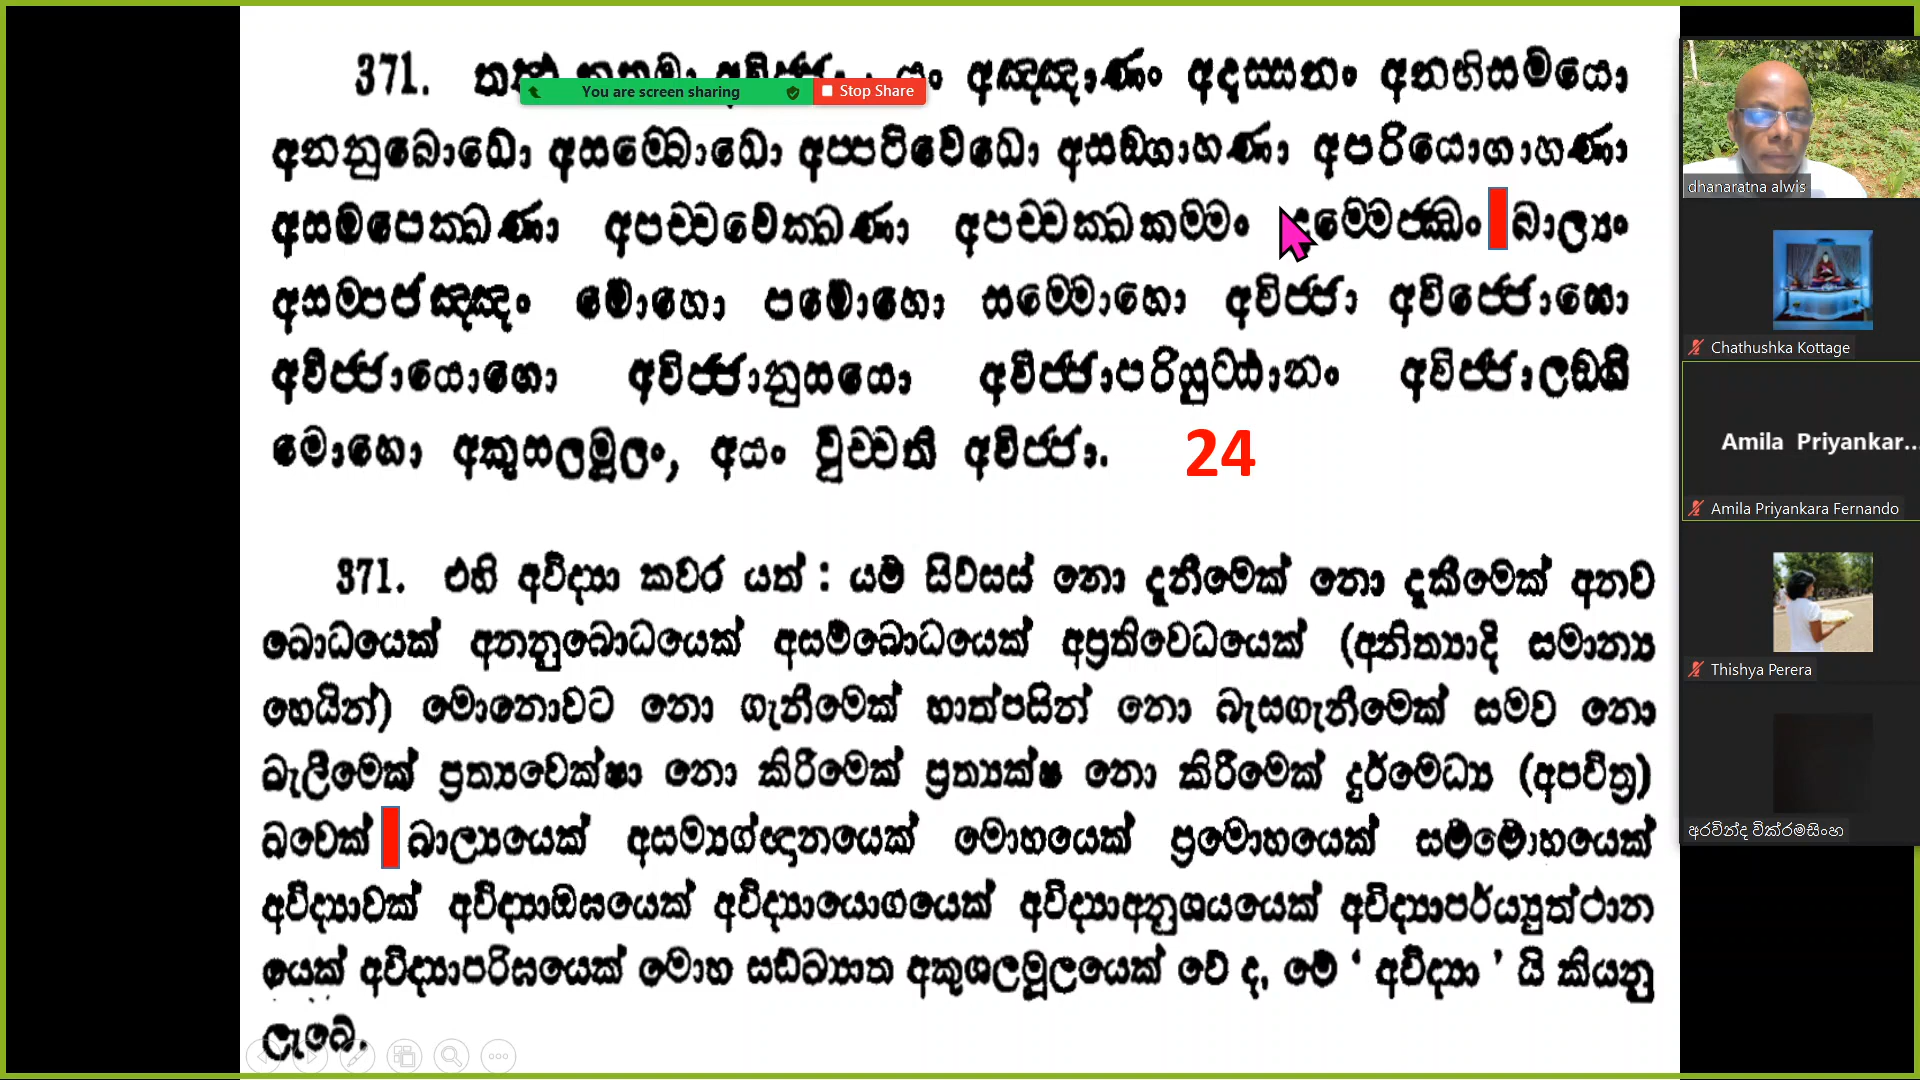 371. අඤ්ඤාණං අදස්සනං අනභිසමයො
අනනුබොධො අසම්බොධො අප්පටිවේධො අසඞ්ගාහණා අපරියොගාහණා
අසමපෙක්ඛණා අපච්චවේක්ඛණා අපච්චක්ඛකම්මං දුම්මෙජ්ඣං බාල්‍යං
අසම්පජඤ්ඤං මොහො පමොහො සම්මොහො අවිජ්ජා අවිජ්ජොඝො
අවිජ්ජායොගො අවිජ්ජානුසයො අවිජ්ජාපරියුට්ඨානං අවිජ්ජාලඞ්ගී
මොහො අකුසලමූලං, අයං වුච්චති අවිජ්ජා. 24
371. එහි අවිද්‍යා කවර යත් : යම් සිව්සස් නො දැනීමෙක් නො දැකීමෙක් අනව
බොධයෙක් අනනුබොධයෙක් අසම්බොධයෙක් අප්‍රතිවෙධයෙක් (අනිත්‍යාදි සමාන්‍ය
හෙයින්) මොනොවට නො ගැනීමෙක් හාත්පසින් නො බැසගැනීමෙක් සමව නො
බැලීමෙක් ප්‍රත්‍යවෙක්ෂා නො කිරීමෙක් ප්‍රත්‍යක්ෂ නො කිරීමෙක් දුර්මෙධ්‍ය (අපවිත්‍ර)
බවෙක් බාල්‍යයෙක් අසම්‍යග්ඥානයෙක් මොහයෙක් ප්‍රමොහයෙක් සම්මොහයෙක්
අවිද්‍යාවක් අවිද්‍යාඔඝයෙක් අවිද්‍යායොගයෙක් අවිද්‍යාඅනුශයයෙක් අවිද්‍යාපර්‍ය්‍යුත්ථාන
යෙක් අවිද්‍යාපරිඝයෙක් මොහ සඞ්ඛ්‍යාත අකුශලමූලයෙක් වේ ද, මේ ‘ අවිද්‍යා ’ යි කියනු
ලැබේ.
You are screen sharing Stop Share
dhanaratna alwis
Chathushka Kottage
Amila Priyankar...
Amila Priyankara Fernando
Thishya Perera
අරවින්ද වික්රමසිංහ